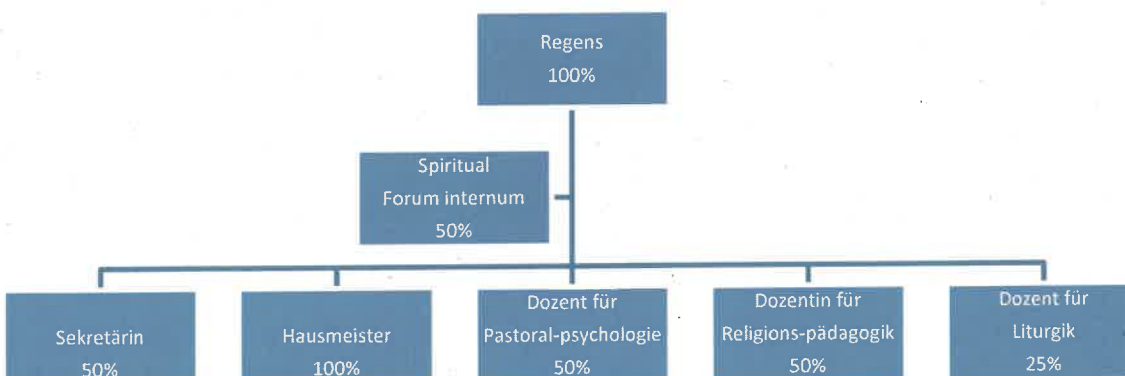 Regens
100%
Spiritual
Forum internum
50%
Sekretärin
50%
Hausmeister
100%
Dozent für
Pastoral-psychologie
50%
Dozentin für
Religions-pädagogik
50%
Dozent für
Liturgik
25%